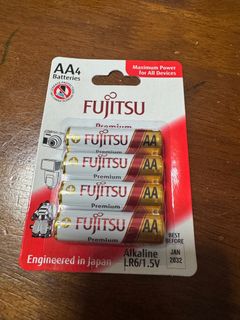 AA4
Batteries
Maximum Power
for All Devices
FUJITSU
Premium
AA
FUJITSU
Premium
AA
FUJITSU
Premium
AA
FUJITSU
Premium
AA
FUJITSU
Premium
BEST
BEFORE
JAN
2032
Engineered in Japan
Alkaline
LR6/1.5V